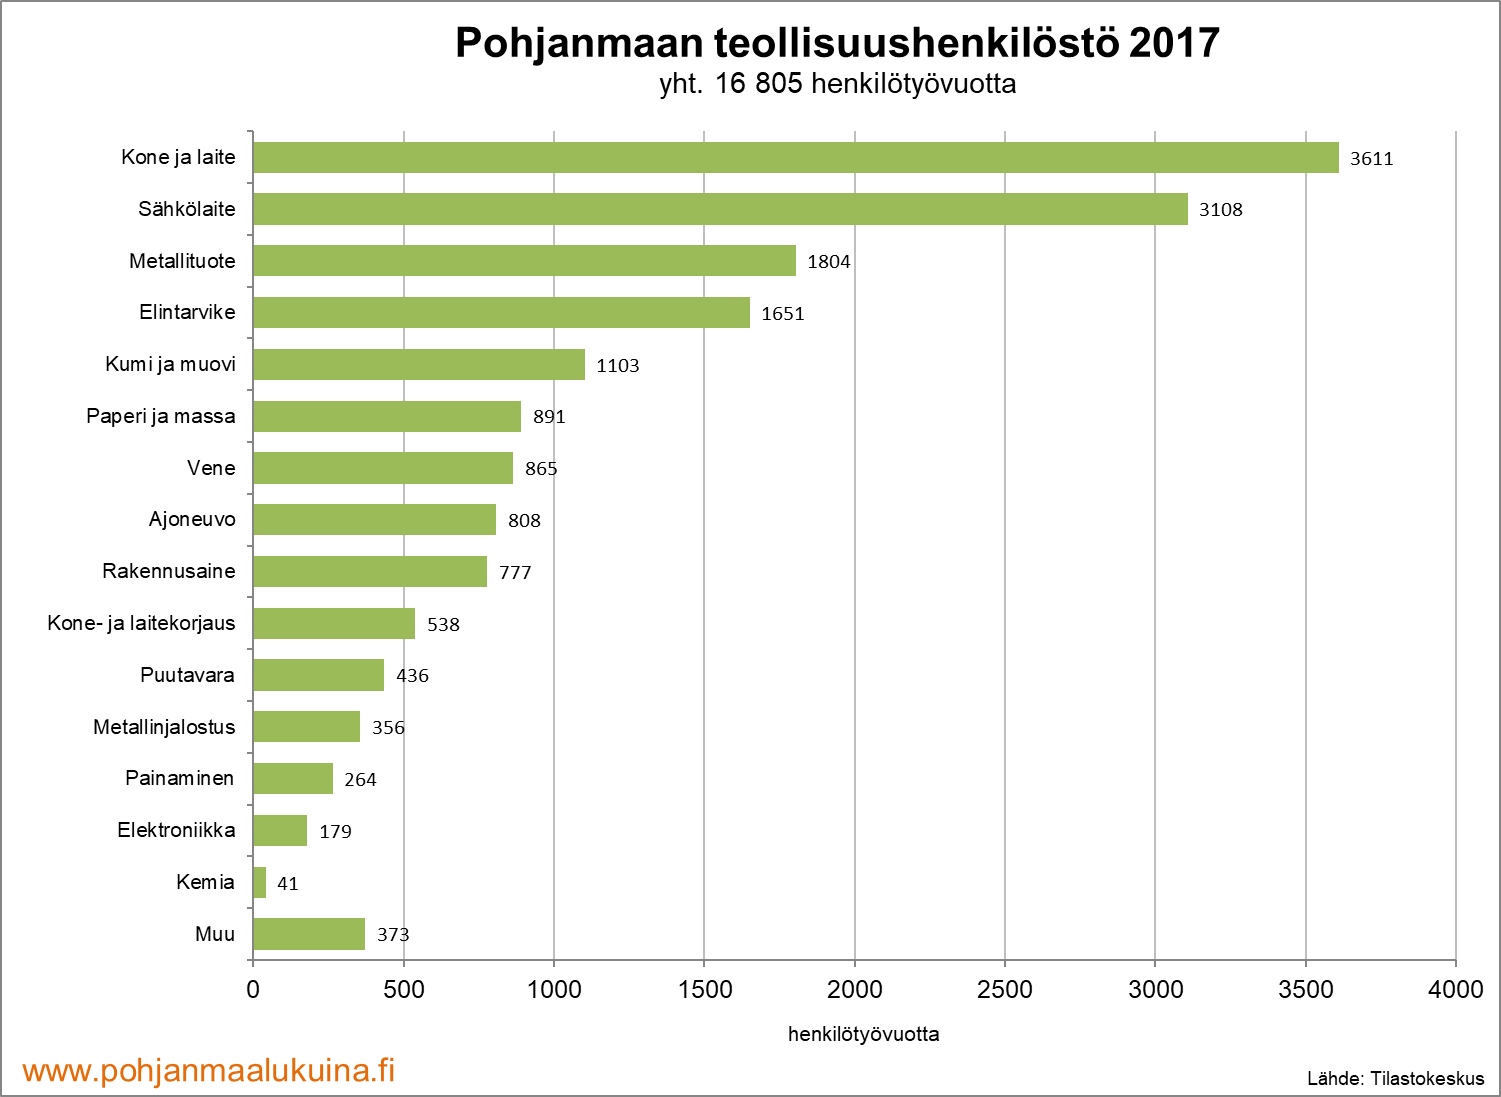 Pohjanmaan teollisuushenkilöstö 2017
yht. 16 805 henkilötyövuotta
Kone ja laite 3611
Sähkölaite 3108
Metallituote 1804
Elintarvike 1651
Kumi ja muovi 1103
Paperi ja massa 891
Vene 865
Ajoneuvo 808
Rakennusaine 777
Kone- ja laitekorjaus 538
Puutavara 436
Metallinjalostus 356
Painaminen 264
Elektroniikka 179
Kemia 41
Muu 373
0 500 1000 1500 2000 2500 3000 3500 4000
henkilötyövuotta
www.pohjanmaalukuina.fi
Lähde: Tilastokeskus